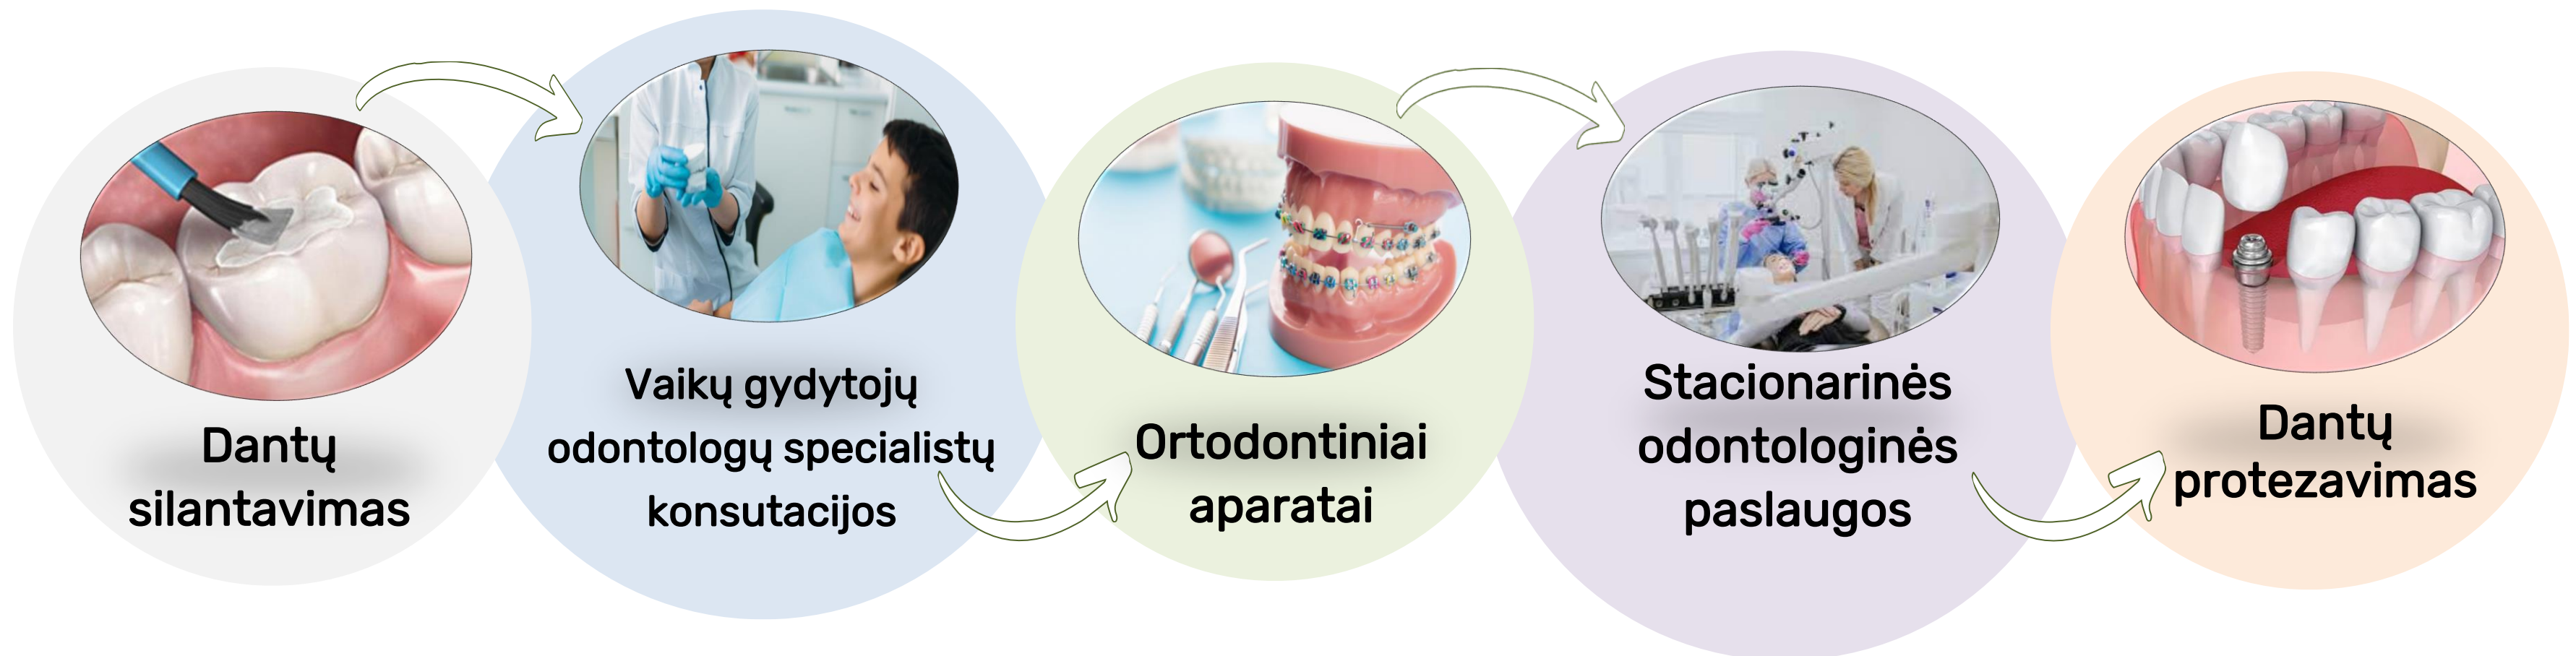 Dantų
silantavimas
Vaikų gydytojų
odontologų specialistų
konsutacijos
Ortodontiniai
aparatai
Stacionarinės
odontologinės
paslaugos
Dantų
protezavimas